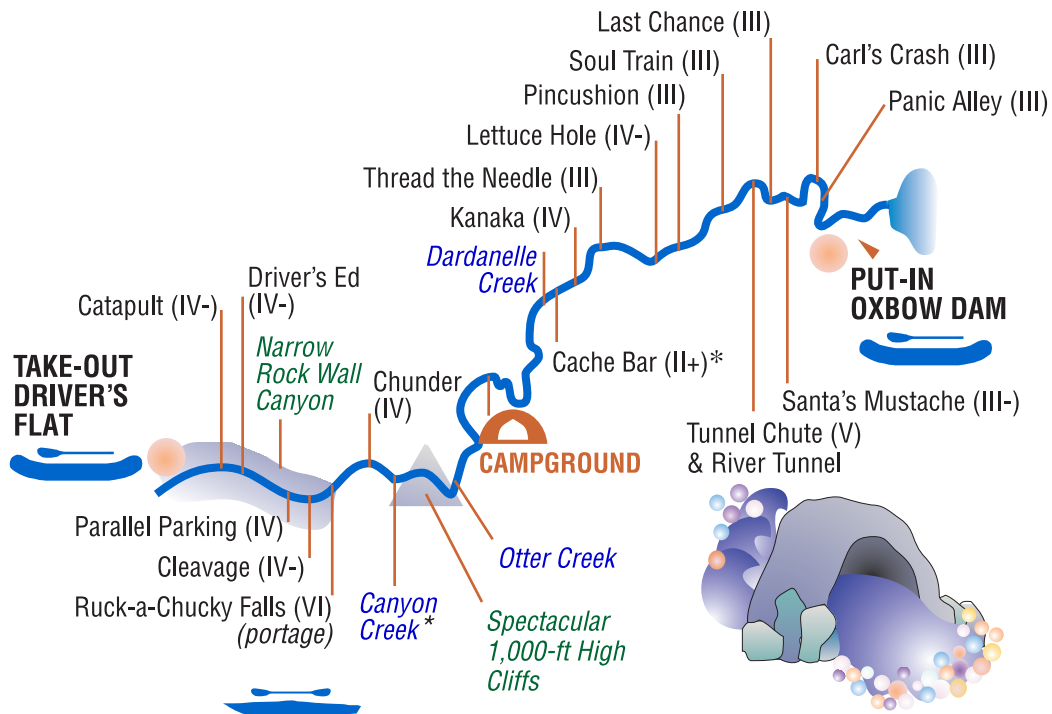 Last Chance (III)
Soul Train (III)
Carl's Crash (III)
Pincushion (III)
Panic Alley (III)
Lettuce Hole (IV-)
Thread the Needle (III)
Kanaka (IV)
Dardanelle
Creek
PUT-IN
OXBOW DAM
Driver's Ed
(IV-)
Catapult (IV-)
Narrow
Rock Wall
Canyon
TAKE-OUT
DRIVER'S
FLAT
Chunder
(IV)
Cache Bar (II+)*
Santa's Mustache (III-)
Tunnel Chute (V)
& River Tunnel
CAMPGROUND
Parallel Parking (IV)
Cleavage (IV-)
Ruck-a-Chucky Falls (VI)
(portage)
Otter Creek
Canyon
Creek*
Spectacular
1,000-ft High
Cliffs